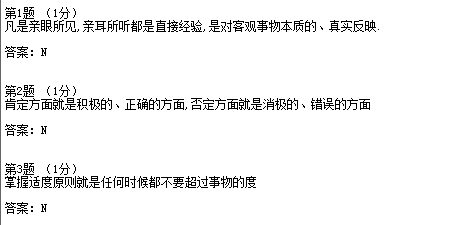 第1题 （1分）
凡是亲眼所见,亲耳所听都是直接经验,是对客观事物本质的、真实反映.
答案：N
第2题 （1分）
肯定方面就是积极的、正确的方面,否定方面就是消极的、错误的方面
答案：N
第3题 （1分）
掌握适度原则就是任何时候都不要超过事物的度
答案：N